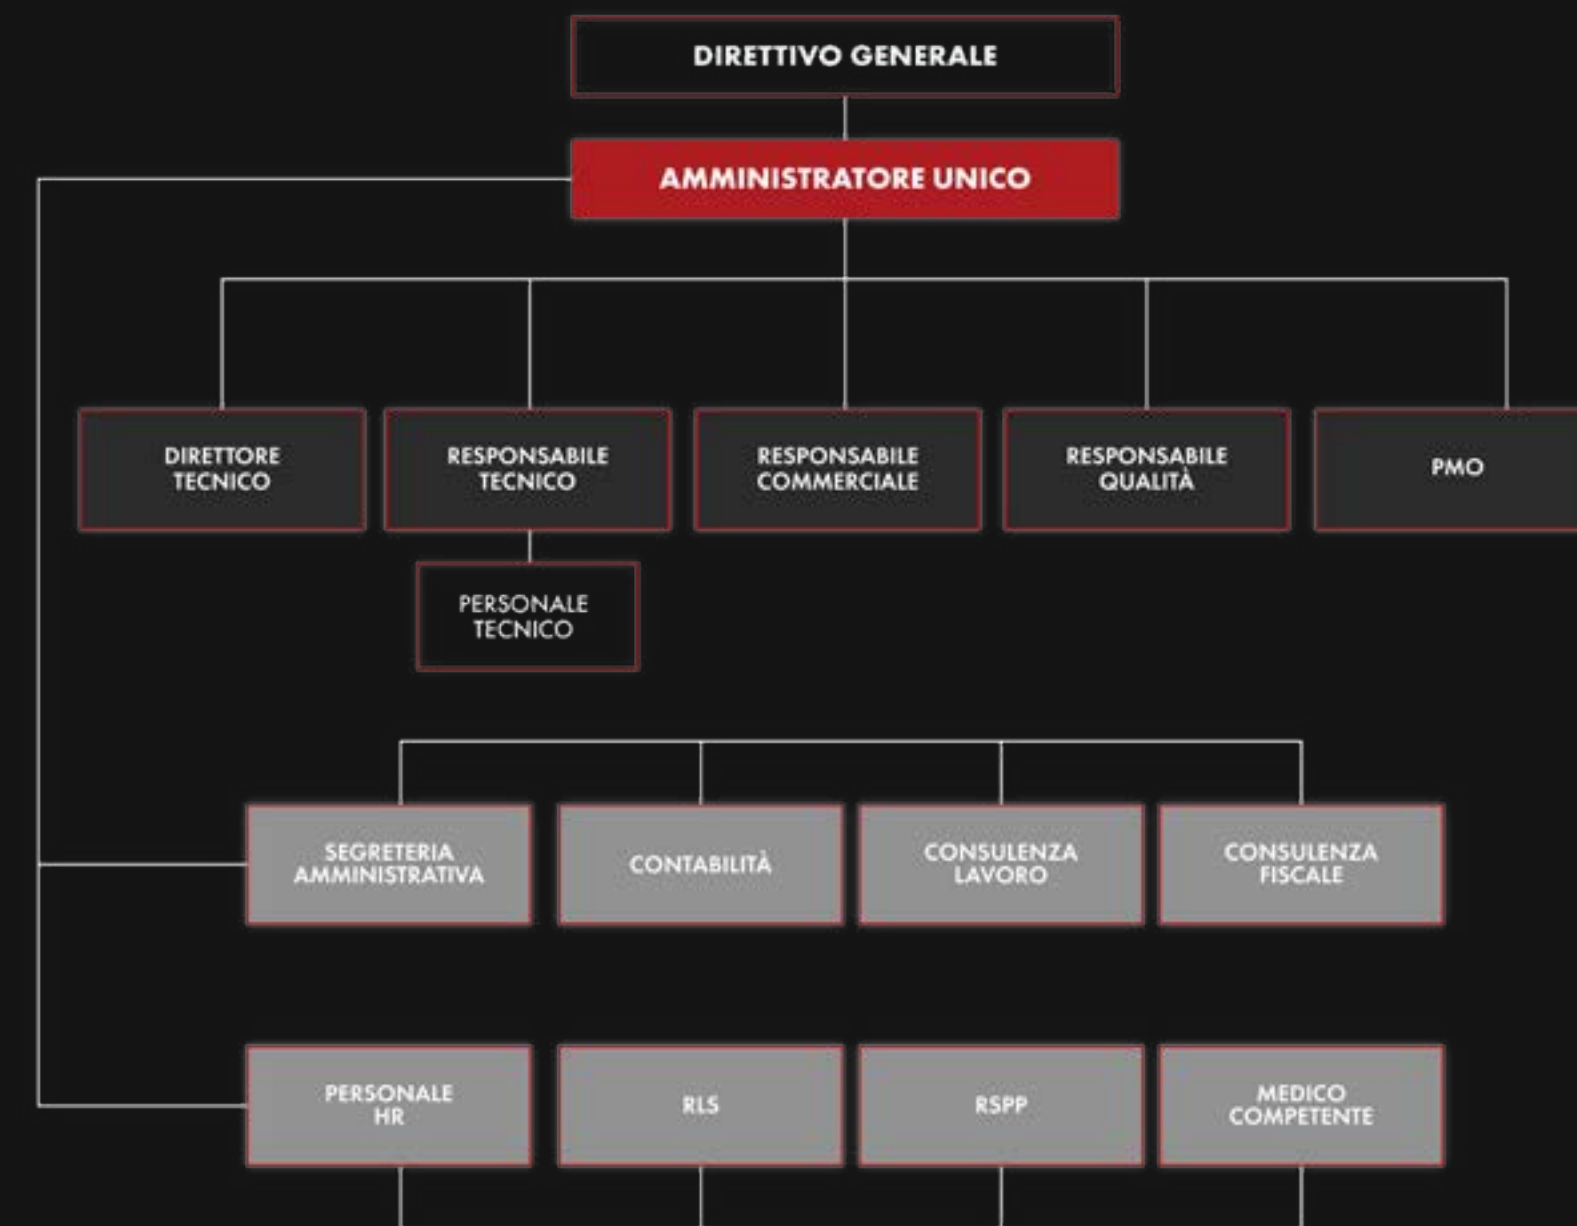 DIRETTIVO GENERALE
AMMINISTRATORE UNICO
DIRETTORE
TECNICO
RESPONSABILE
TECNICO
RESPONSABILE
COMMERCIALE
RESPONSABILE
QUALITÀ
PMO
PERSONALE
TECNICO
SEGRETERIA
AMMINISTRATIVA
CONTABILITÀ
CONSULENZA
LAVORO
CONSULENZA
FISCALE
PERSONALE
HR
RLS
RSPP
MEDICO
COMPETENTE